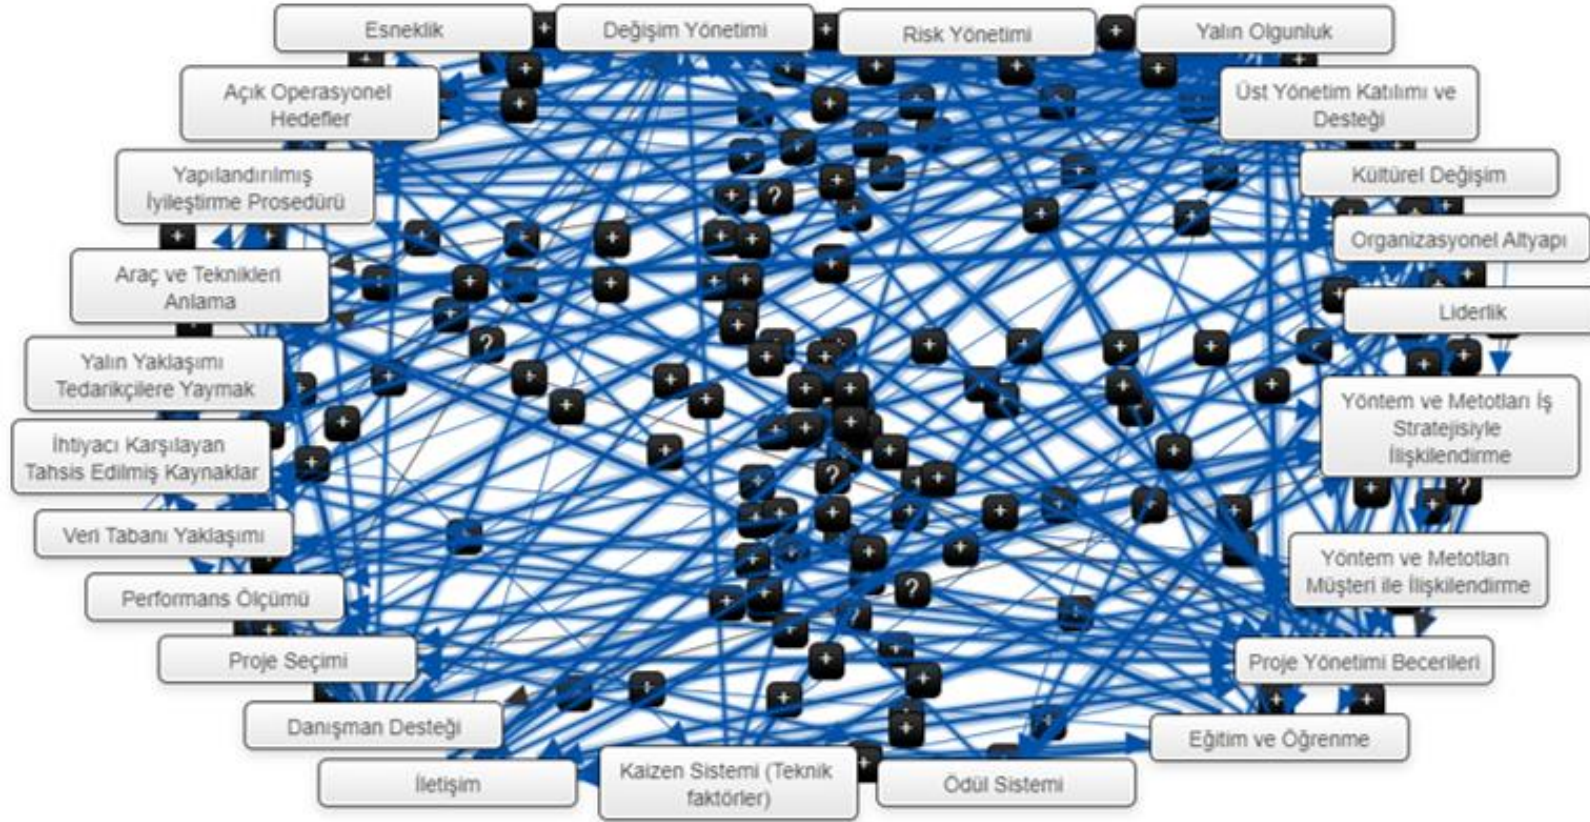 Esneklik
Değişim Yönetimi
Risk Yönetimi
Yalın Olgunluk
Açık Operasyonel
Hedefler
Üst Yönetim Katılımı ve
Desteği
Yapılandırılmış
İyileştirme Prosedürü
Kültürel Değişim
Organizasyonel Altyapı
Araç ve Teknikleri
Anlama
Liderlik
Yalın Yaklaşımı
Tedarikçilere Yaymak
Yöntem ve Metotları İş
Stratejisiyle
İlişkilendirme
İhtiyacı Karşılayan
Tahsis Edilmiş Kaynaklar
Veri Tabanı Yaklaşımı
Yöntem ve Metotları
Müşteri ile İlişkilendirme
Performans Ölçümü
Proje Seçimi
Proje Yönetimi Becerileri
Danışman Desteği
Eğitim ve Öğrenme
İletişim
Kaizen Sistemi (Teknik
faktörler)
Ödül Sistemi